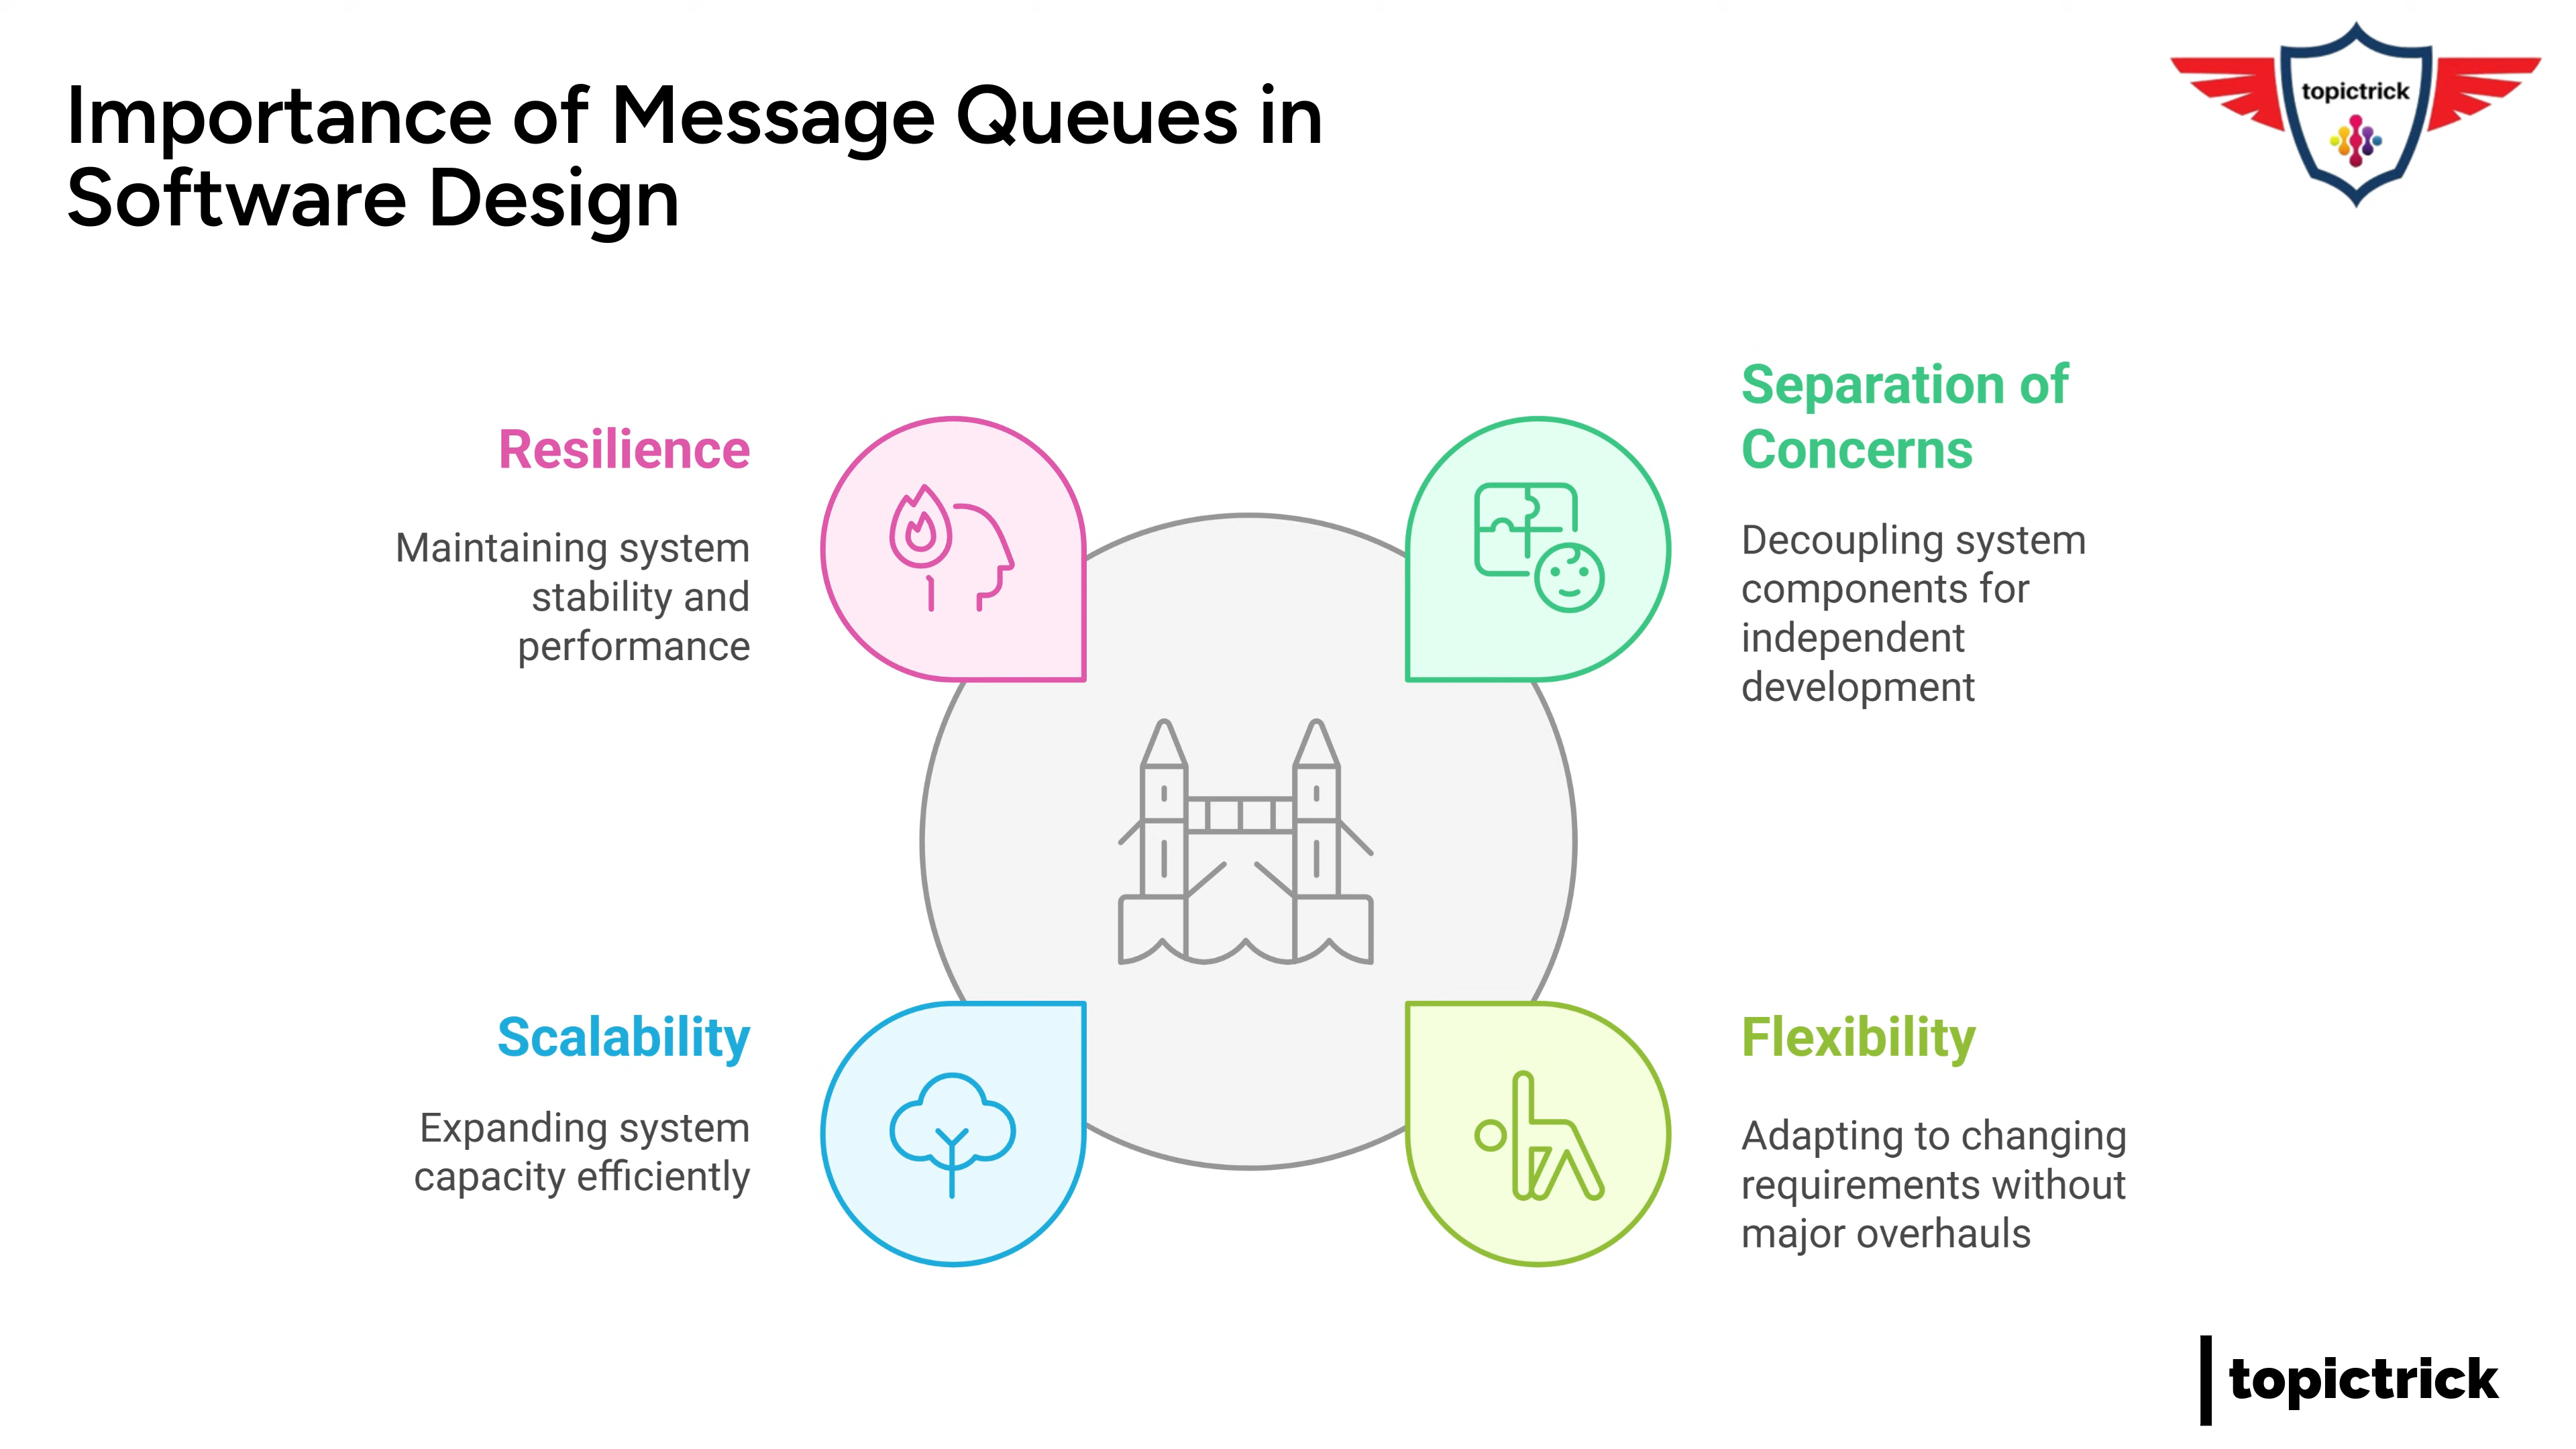 Importance of Message Queues in
Software Design
topictrick
Resilience
Maintaining system
stability and
performance
Separation of
Concerns
Decoupling system
components for
independent
development
Scalability
Expanding system
capacity efficiently
Flexibility
Adapting to changing
requirements without
major overhauls
topictrick